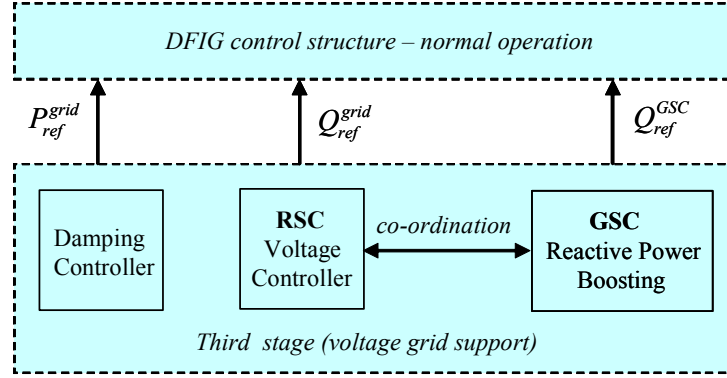 DFIG control structure – normal operation
P_ref^grid
Q_ref^grid
Q_ref^GSC
Damping
Controller
RSC
Voltage
Controller
co-ordination
GSC
Reactive Power
Boosting
Third stage (voltage grid support)